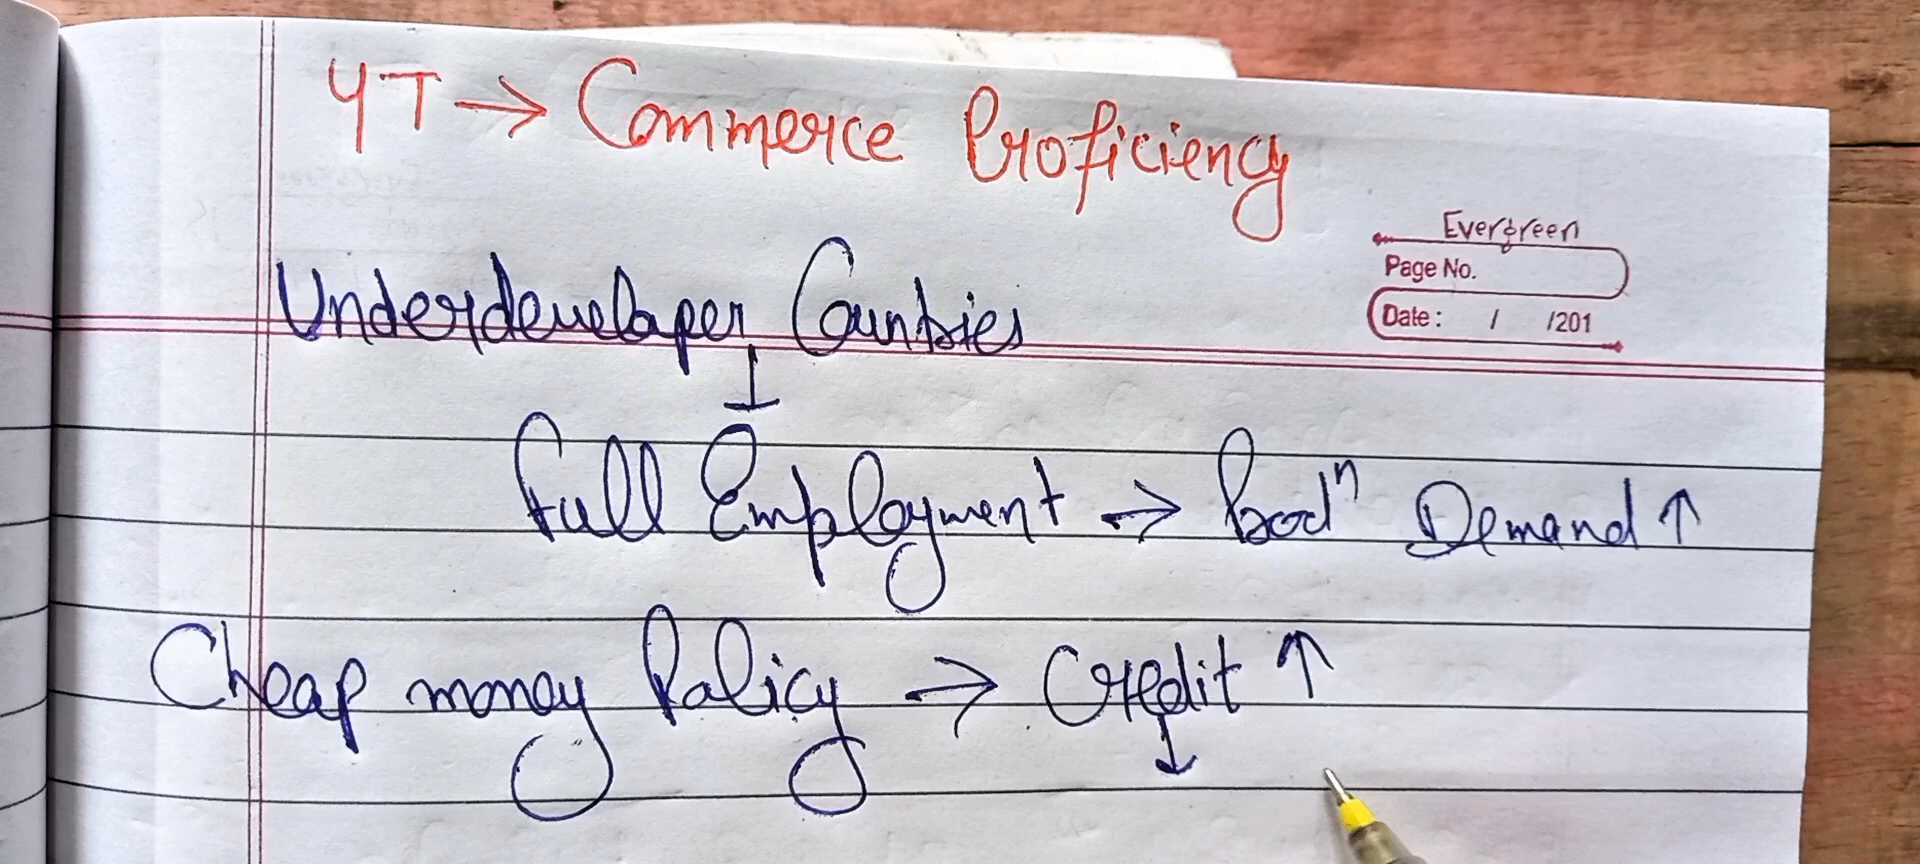 YT → Commerce Proficiency
Evergreen
Page No.
Date: / /201
Underdeveloper Countries
↓
Full Employment → Prodⁿ Demand ↑
Cheap money Policy → Credit ↑
↓